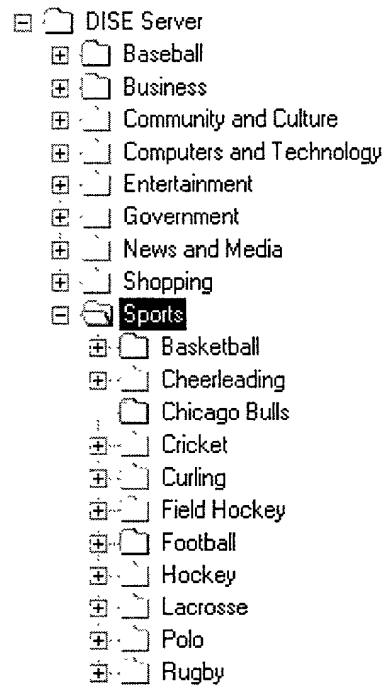 DISE Server
Baseball
Business
Community and Culture
Computers and Technology
Entertainment
Government
News and Media
Shopping
Sports
Basketball
Cheerleading
Chicago Bulls
Cricket
Curling
Field Hockey
Football
Hockey
Lacrosse
Polo
Rugby